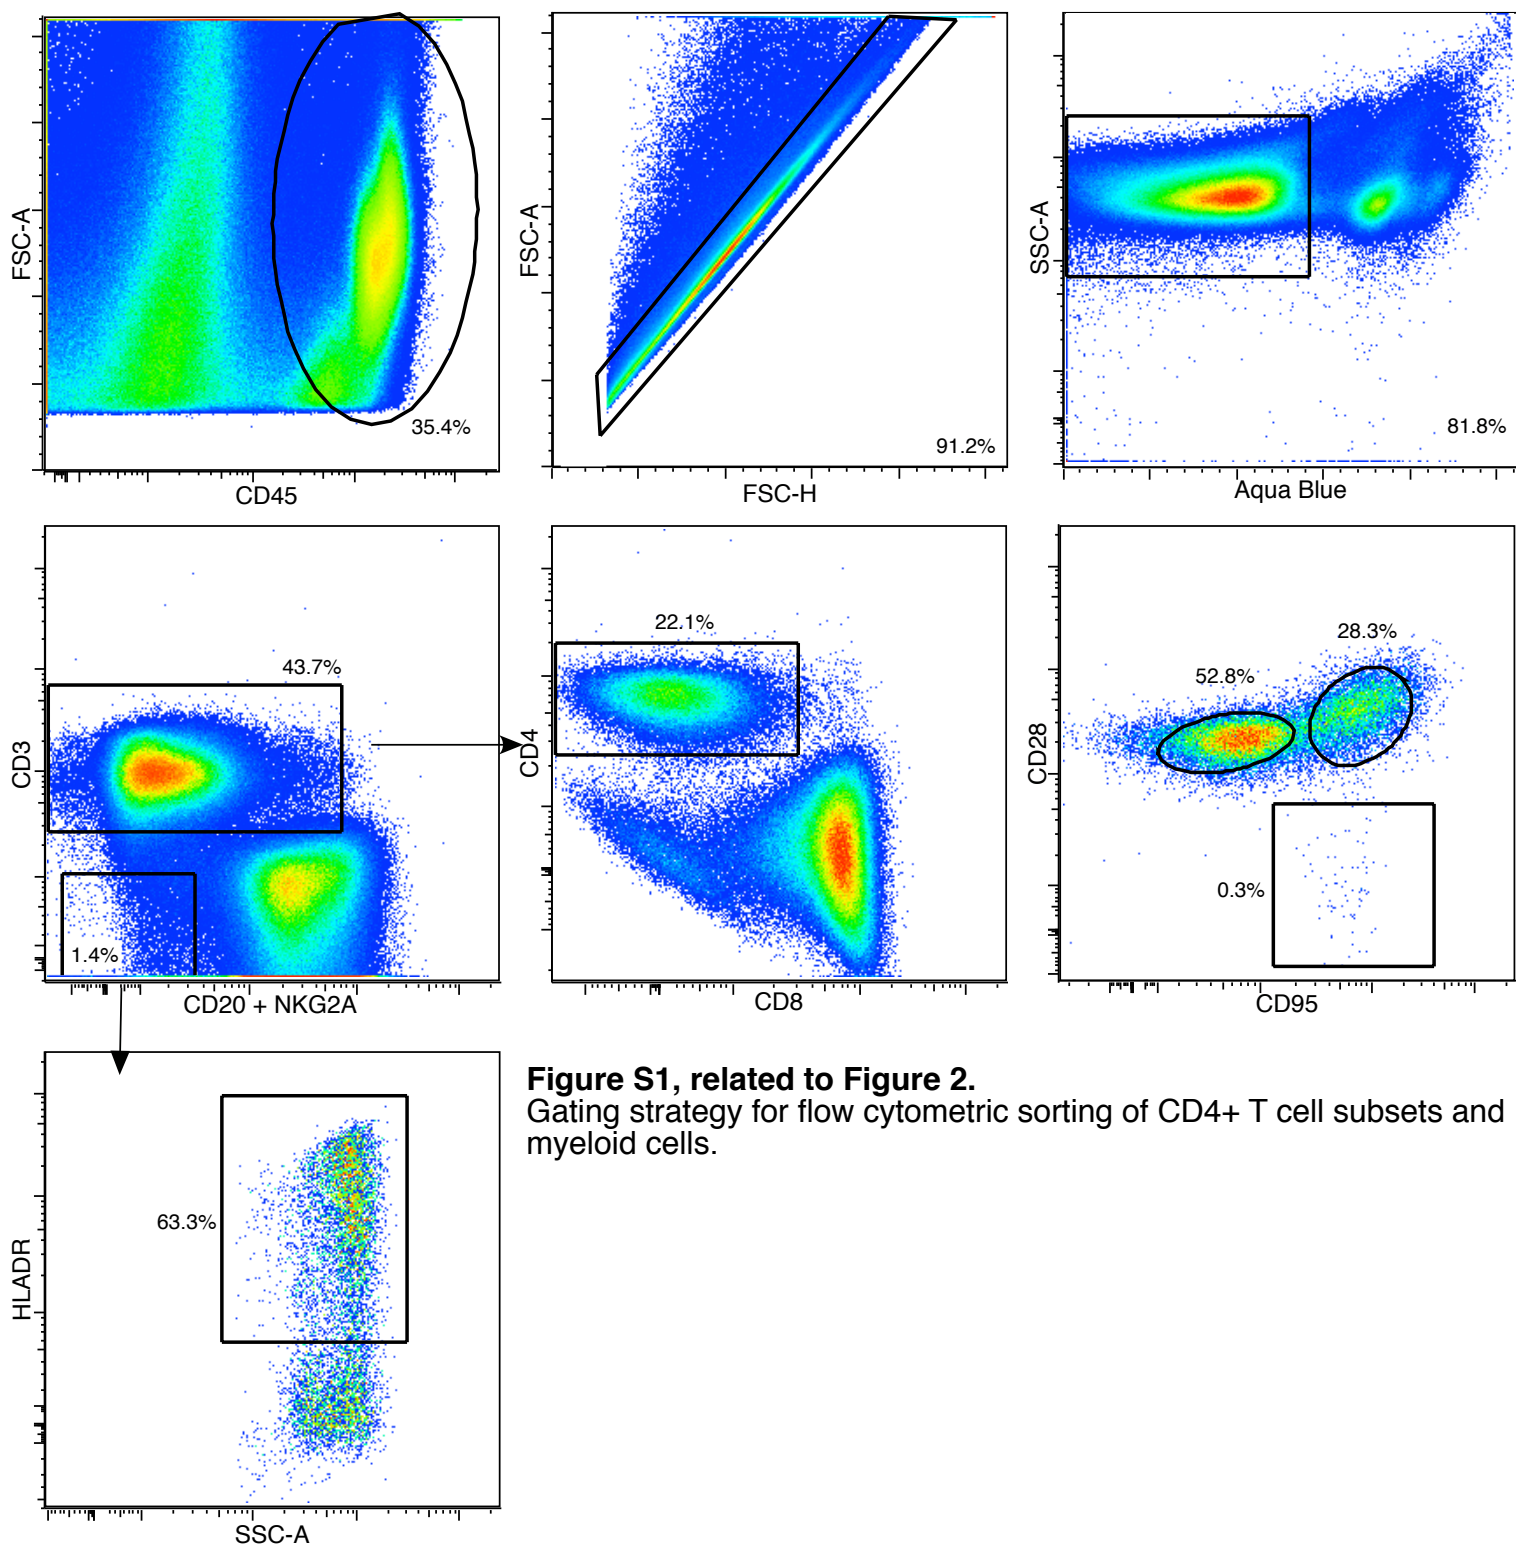 FSC-A
35.4%
CD45
FSC-A
91.2%
FSC-H
SSC-A
81.8%
Aqua Blue
CD3
43.7%
1.4%
CD20 + NKG2A
CD4
22.1%
CD8
CD28
52.8%
28.3%
0.3%
CD95
HLADR
63.3%
SSC-A
Figure S1, related to Figure 2.
Gating strategy for flow cytometric sorting of CD4+ T cell subsets and
myeloid cells.